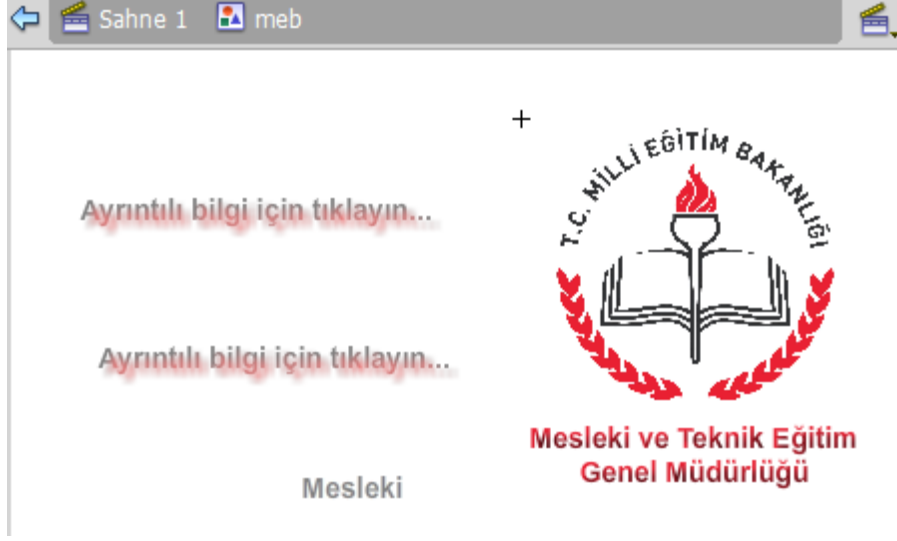 Sahne 1 meb
Ayrıntılı bilgi için tıklayın...
Ayrıntılı bilgi için tıklayın...
Mesleki
T.C. MİLLİ EĞİTİM BAKANLIĞI
Mesleki ve Teknik Eğitim
Genel Müdürlüğü